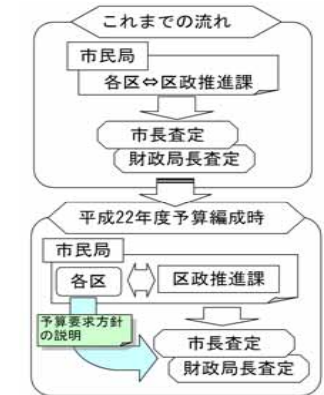 これまでの流れ
市民局
各区⇔区政推進課
市長査定
財政局長査定
平成22年度予算編成時
市民局
各区
区政推進課
予算要求方針
の説明
市長査定
財政局長査定